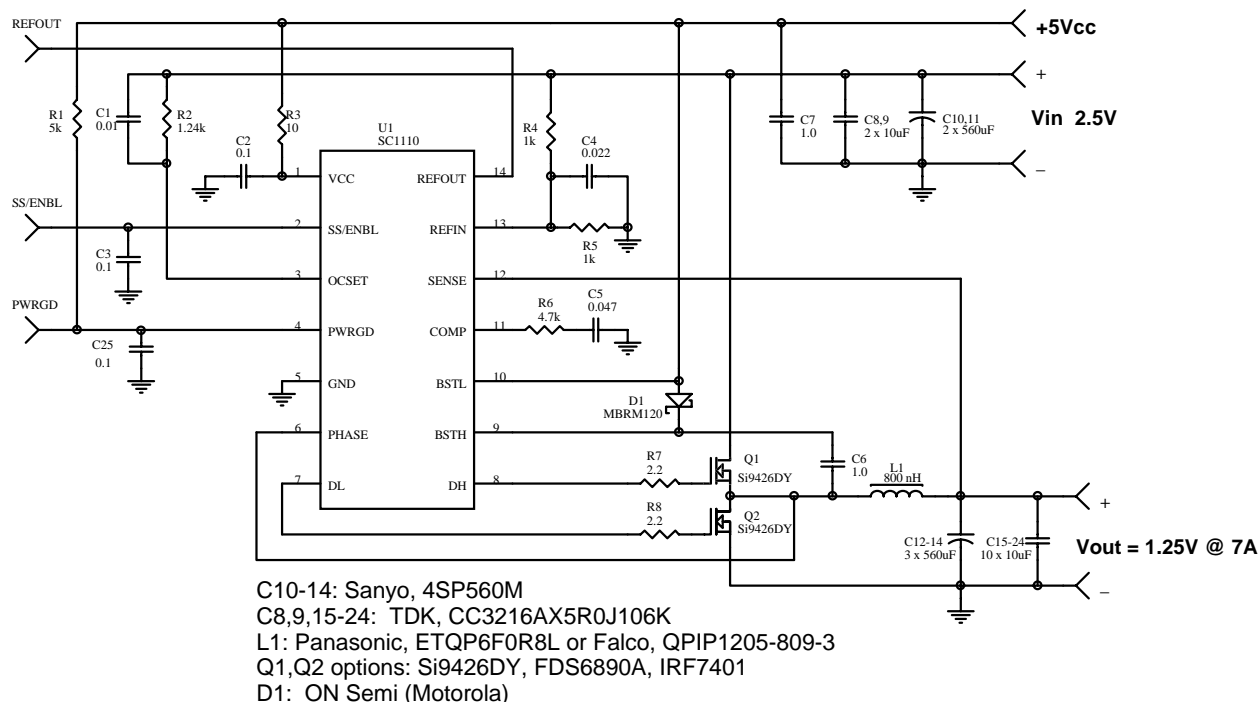 REFOUT
+5Vcc
+
Vin 2.5V
–
R1
5k
C1
0.01
R2
1.24k
R3
10
C2
0.1
U1
SC1110
R4
1k
C4
0.022
C7
1.0
C8,9
2 x 10uF
C10,11
2 x 560uF
1
VCC
REFOUT
14
SS/ENBL
2
SS/ENBL
REFIN
13
R5
1k
C3
0.1
3
OCSET
SENSE
12
PWRGD
4
PWRGD
COMP
11
R6
4.7k
C5
0.047
C25
0.1
5
GND
BSTL
10
D1
MBRM120
6
PHASE
BSTH
9
C6
1.0
L1
800 nH
7
DL
DH
8
R7
2.2
Q1
Si9426DY
R8
2.2
Q2
Si9426DY
+
C12-14
3 x 560uF
C15-24
10 x 10uF
Vout = 1.25V @ 7A
–
C10-14: Sanyo, 4SP560M
C8,9,15-24: TDK, CC3216AX5R0J106K
L1: Panasonic, ETQP6F0R8L or Falco, QPIP1205-809-3
Q1,Q2 options: Si9426DY, FDS6890A, IRF7401
D1: ON Semi (Motorola)